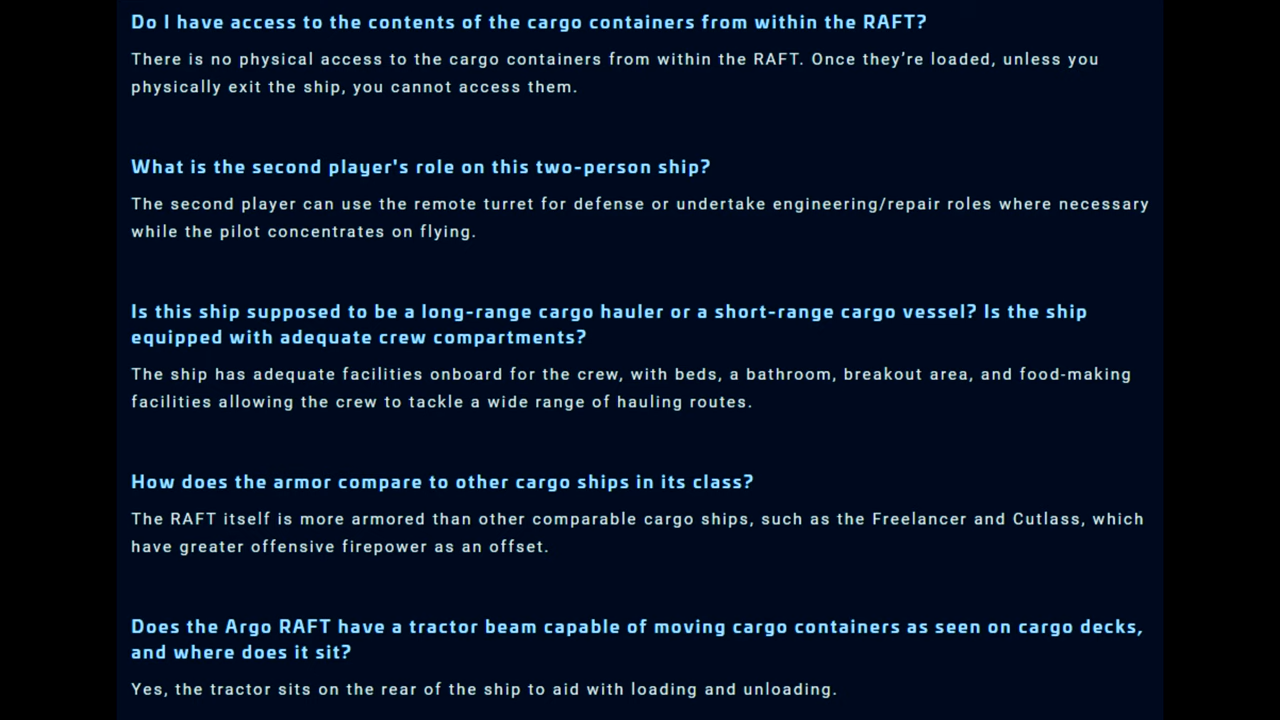 Do I have access to the contents of the cargo containers from within the RAFT?
There is no physical access to the cargo containers from within the RAFT. Once they’re loaded, unless you
physically exit the ship, you cannot access them.
What is the second player's role on this two-person ship?
The second player can use the remote turret for defense or undertake engineering/repair roles where necessary
while the pilot concentrates on flying.
Is this ship supposed to be a long-range cargo hauler or a short-range cargo vessel? Is the ship
equipped with adequate crew compartments?
The ship has adequate facilities onboard for the crew, with beds, a bathroom, breakout area, and food-making
facilities allowing the crew to tackle a wide range of hauling routes.
How does the armor compare to other cargo ships in its class?
The RAFT itself is more armored than other comparable cargo ships, such as the Freelancer and Cutlass, which
have greater offensive firepower as an offset.
Does the Argo RAFT have a tractor beam capable of moving cargo containers as seen on cargo decks,
and where does it sit?
Yes, the tractor sits on the rear of the ship to aid with loading and unloading.